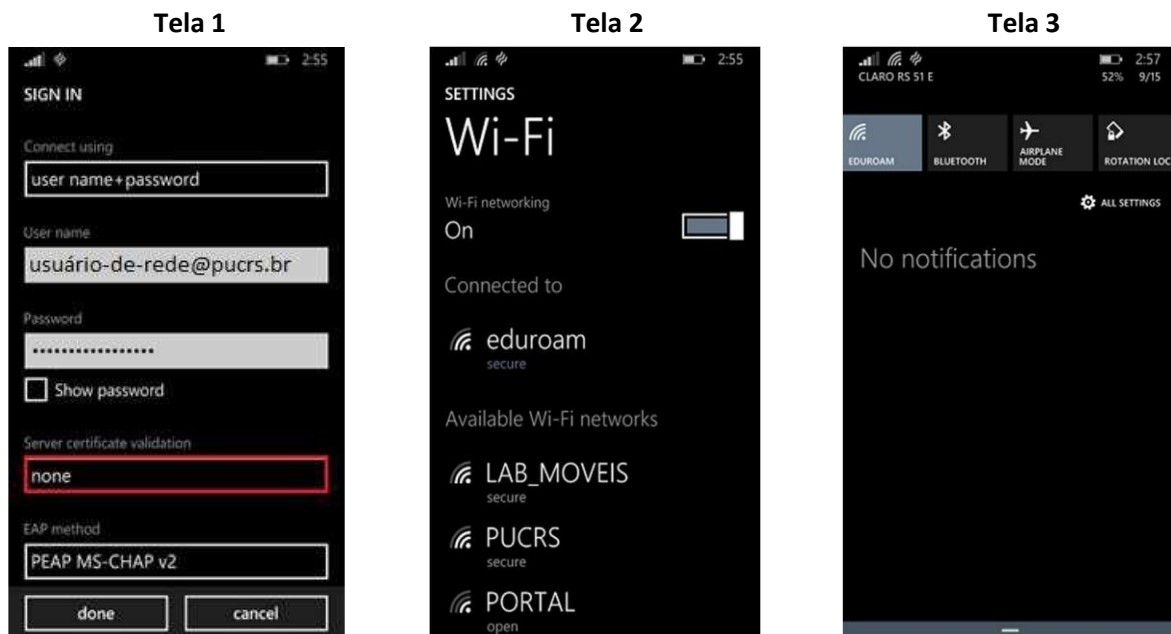 Tela 1
2:55
SIGN IN
Connect using
user name+password
User name
usuário-de-rede@pucrs.br
Password
•••••••••••••••••
Show password
Server certificate validation
none
EAP method
PEAP MS-CHAP v2
done
cancel
Tela 2
2:55
SETTINGS
Wi-Fi
Wi-Fi networking
On
Connected to
eduroam
secure
Available Wi-Fi networks
LAB_MOVEIS
secure
PUCRS
secure
PORTAL
open
Tela 3
2:57
CLARO RS 51 E
52% 9/15
EDUROAM
BLUETOOTH
AIRPLANE
MODE
ROTATION LOC
ALL SETTINGS
No notifications